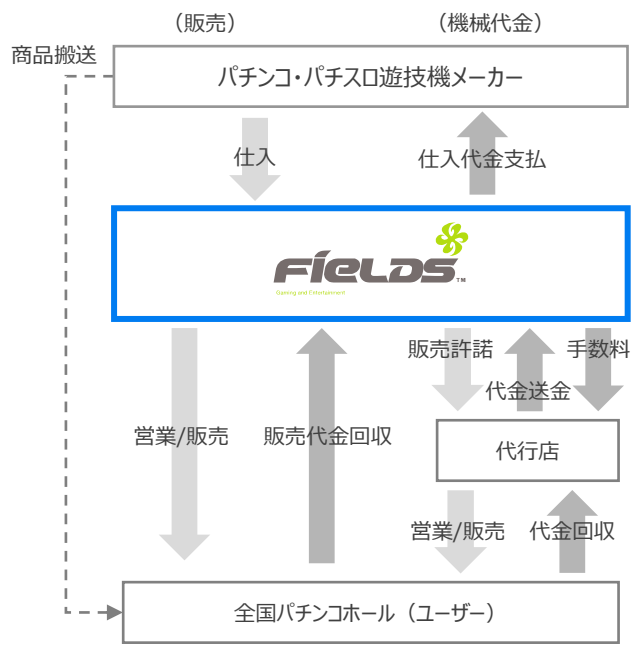 （販売）
（機械代金）
商品搬送
パチンコ・パチスロ遊技機メーカー
仕入
仕入代金支払
FIELDS™
Gaming and Entertainment
販売許諾
手数料
代金送金
営業/販売
販売代金回収
代行店
営業/販売
代金回収
全国パチンコホール（ユーザー）